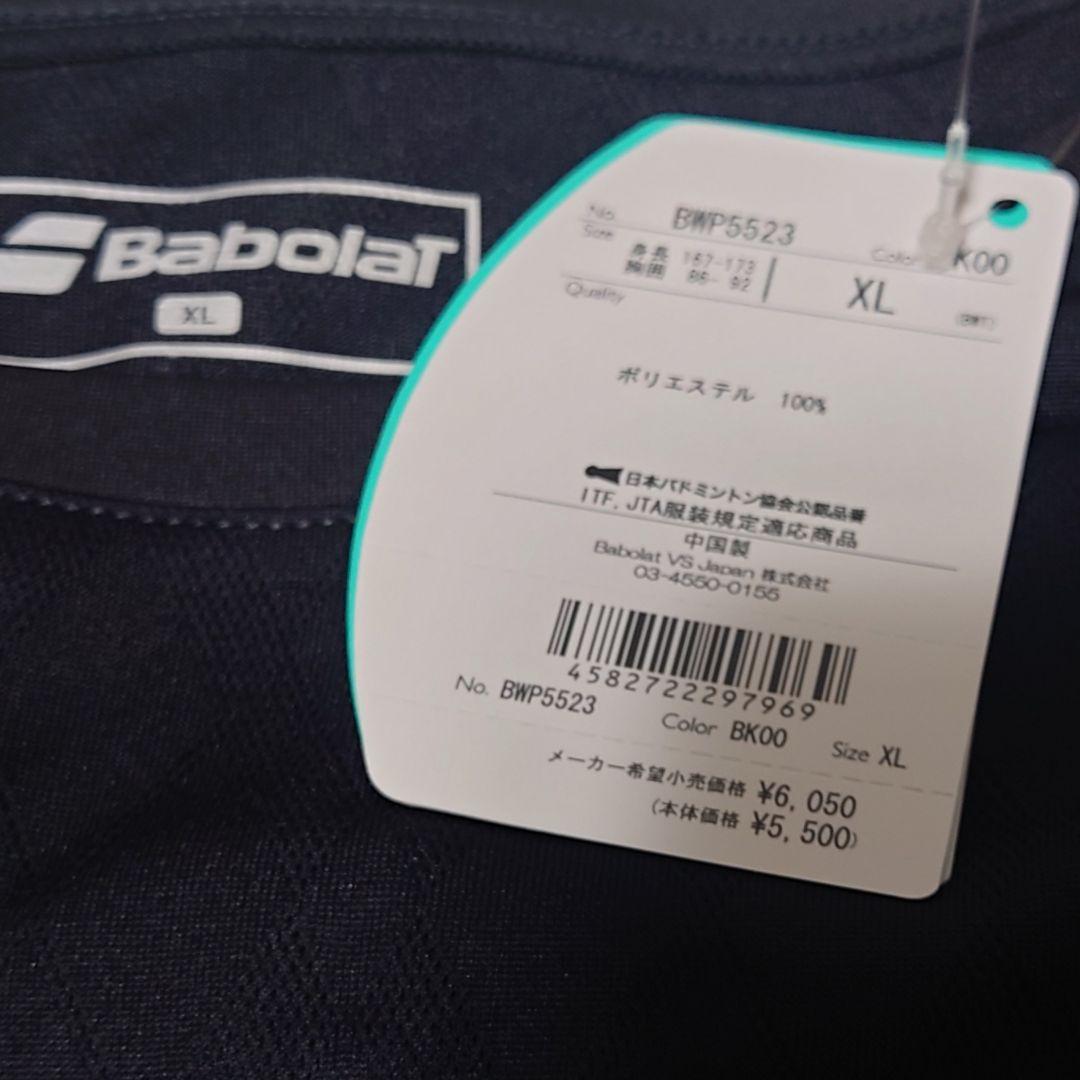 Babolat
XL
No. BWP5523 Color BK00
Size 身長 167-173 XL
胸囲 86- 92
Quality (BWT)
ポリエステル 100%
日本バドミントン協会公認品番
ITF, JTA服装規定適応商品
中国製
Babolat VS Japan 株式会社
03-4550-0155
4582722297969
No. BWP5523 Color BK00 Size XL
メーカー希望小売価格 ¥6,050
(本体価格 ¥5,500)